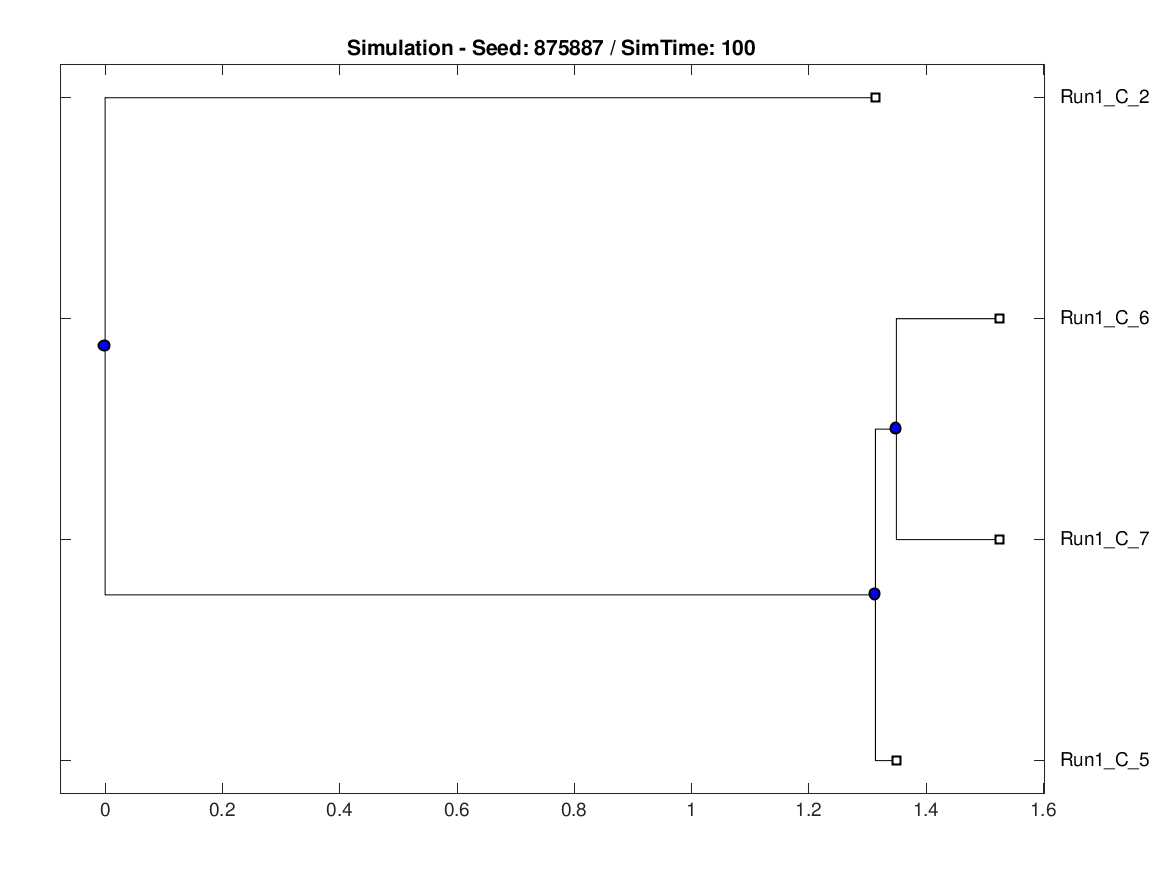 Simulation - Seed: 875887 / SimTime: 100
Run1_C_2
Run1_C_6
Run1_C_7
Run1_C_5
0 0.2 0.4 0.6 0.8 1 1.2 1.4 1.6